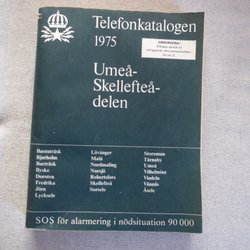 Telefonkatalogen
1975
OBSERVERA!
Umeå-
Skellefteå-
delen
Bastuträsk
Bjurholm
Burträsk
Byske
Dorotea
Fredrika
Jörn
Lycksele
Lövånger
Malå
Nordmaling
Norsjö
Robertsfors
Skellefteå
Sorsele
Storuman
Tärnaby
Umeå
Vilhelmina
Vindeln
Vännäs
Åsele
SOS för alarmering i nödsituation 90 000